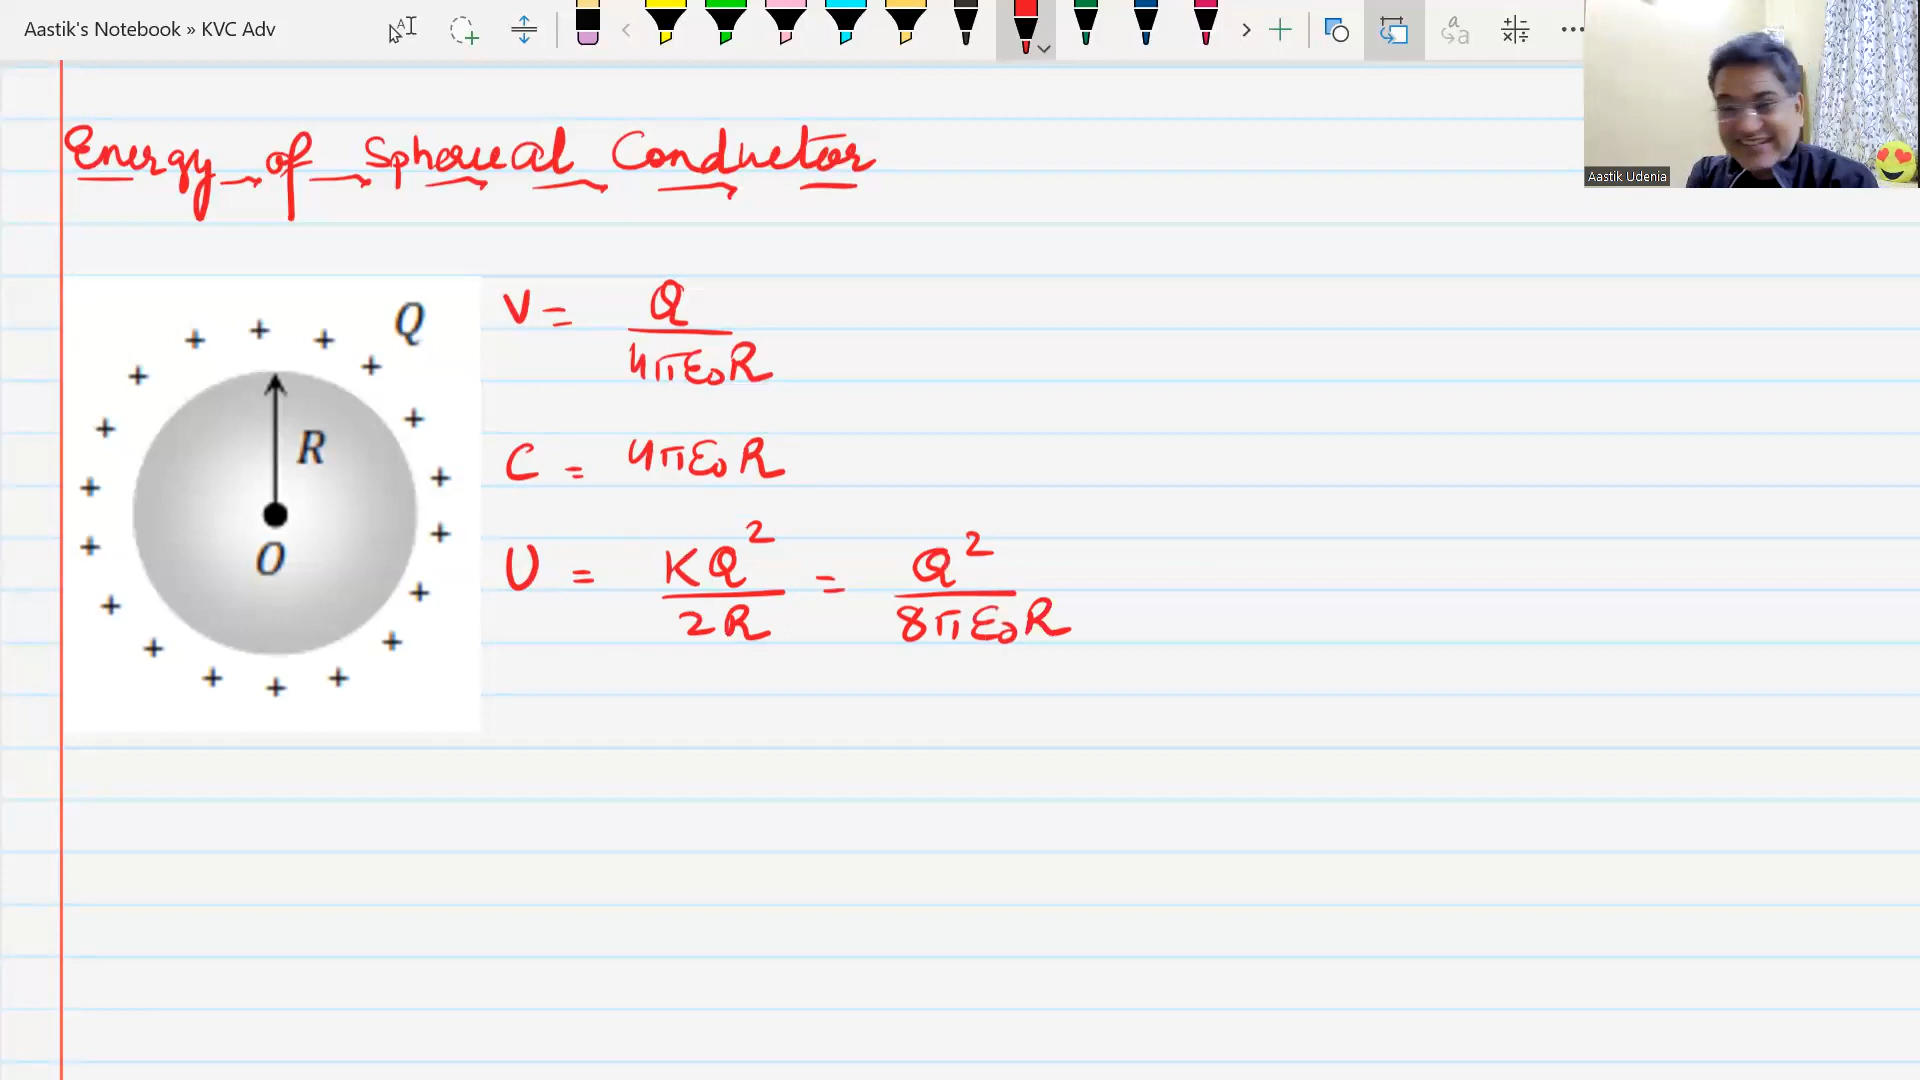 Aastik's Notebook » KVC Adv
Aastik Udenia
Energy of Spherical Conductor
Q
R
O
V = Q / 4πε₀R
C = 4πε₀R
U = KQ² / 2R = Q² / 8πε₀R